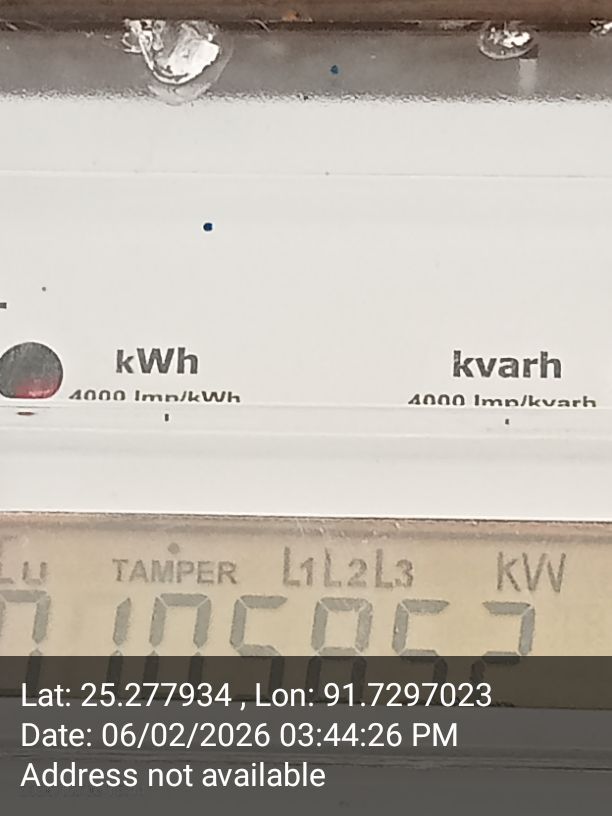 kWh kvarh
4000 Imp/kWh 4000 Imp/kvarh
TAMPER L1L2L3 kW
Lat: 25.277934 , Lon: 91.7297023
Date: 06/02/2026 03:44:26 PM
Address not available